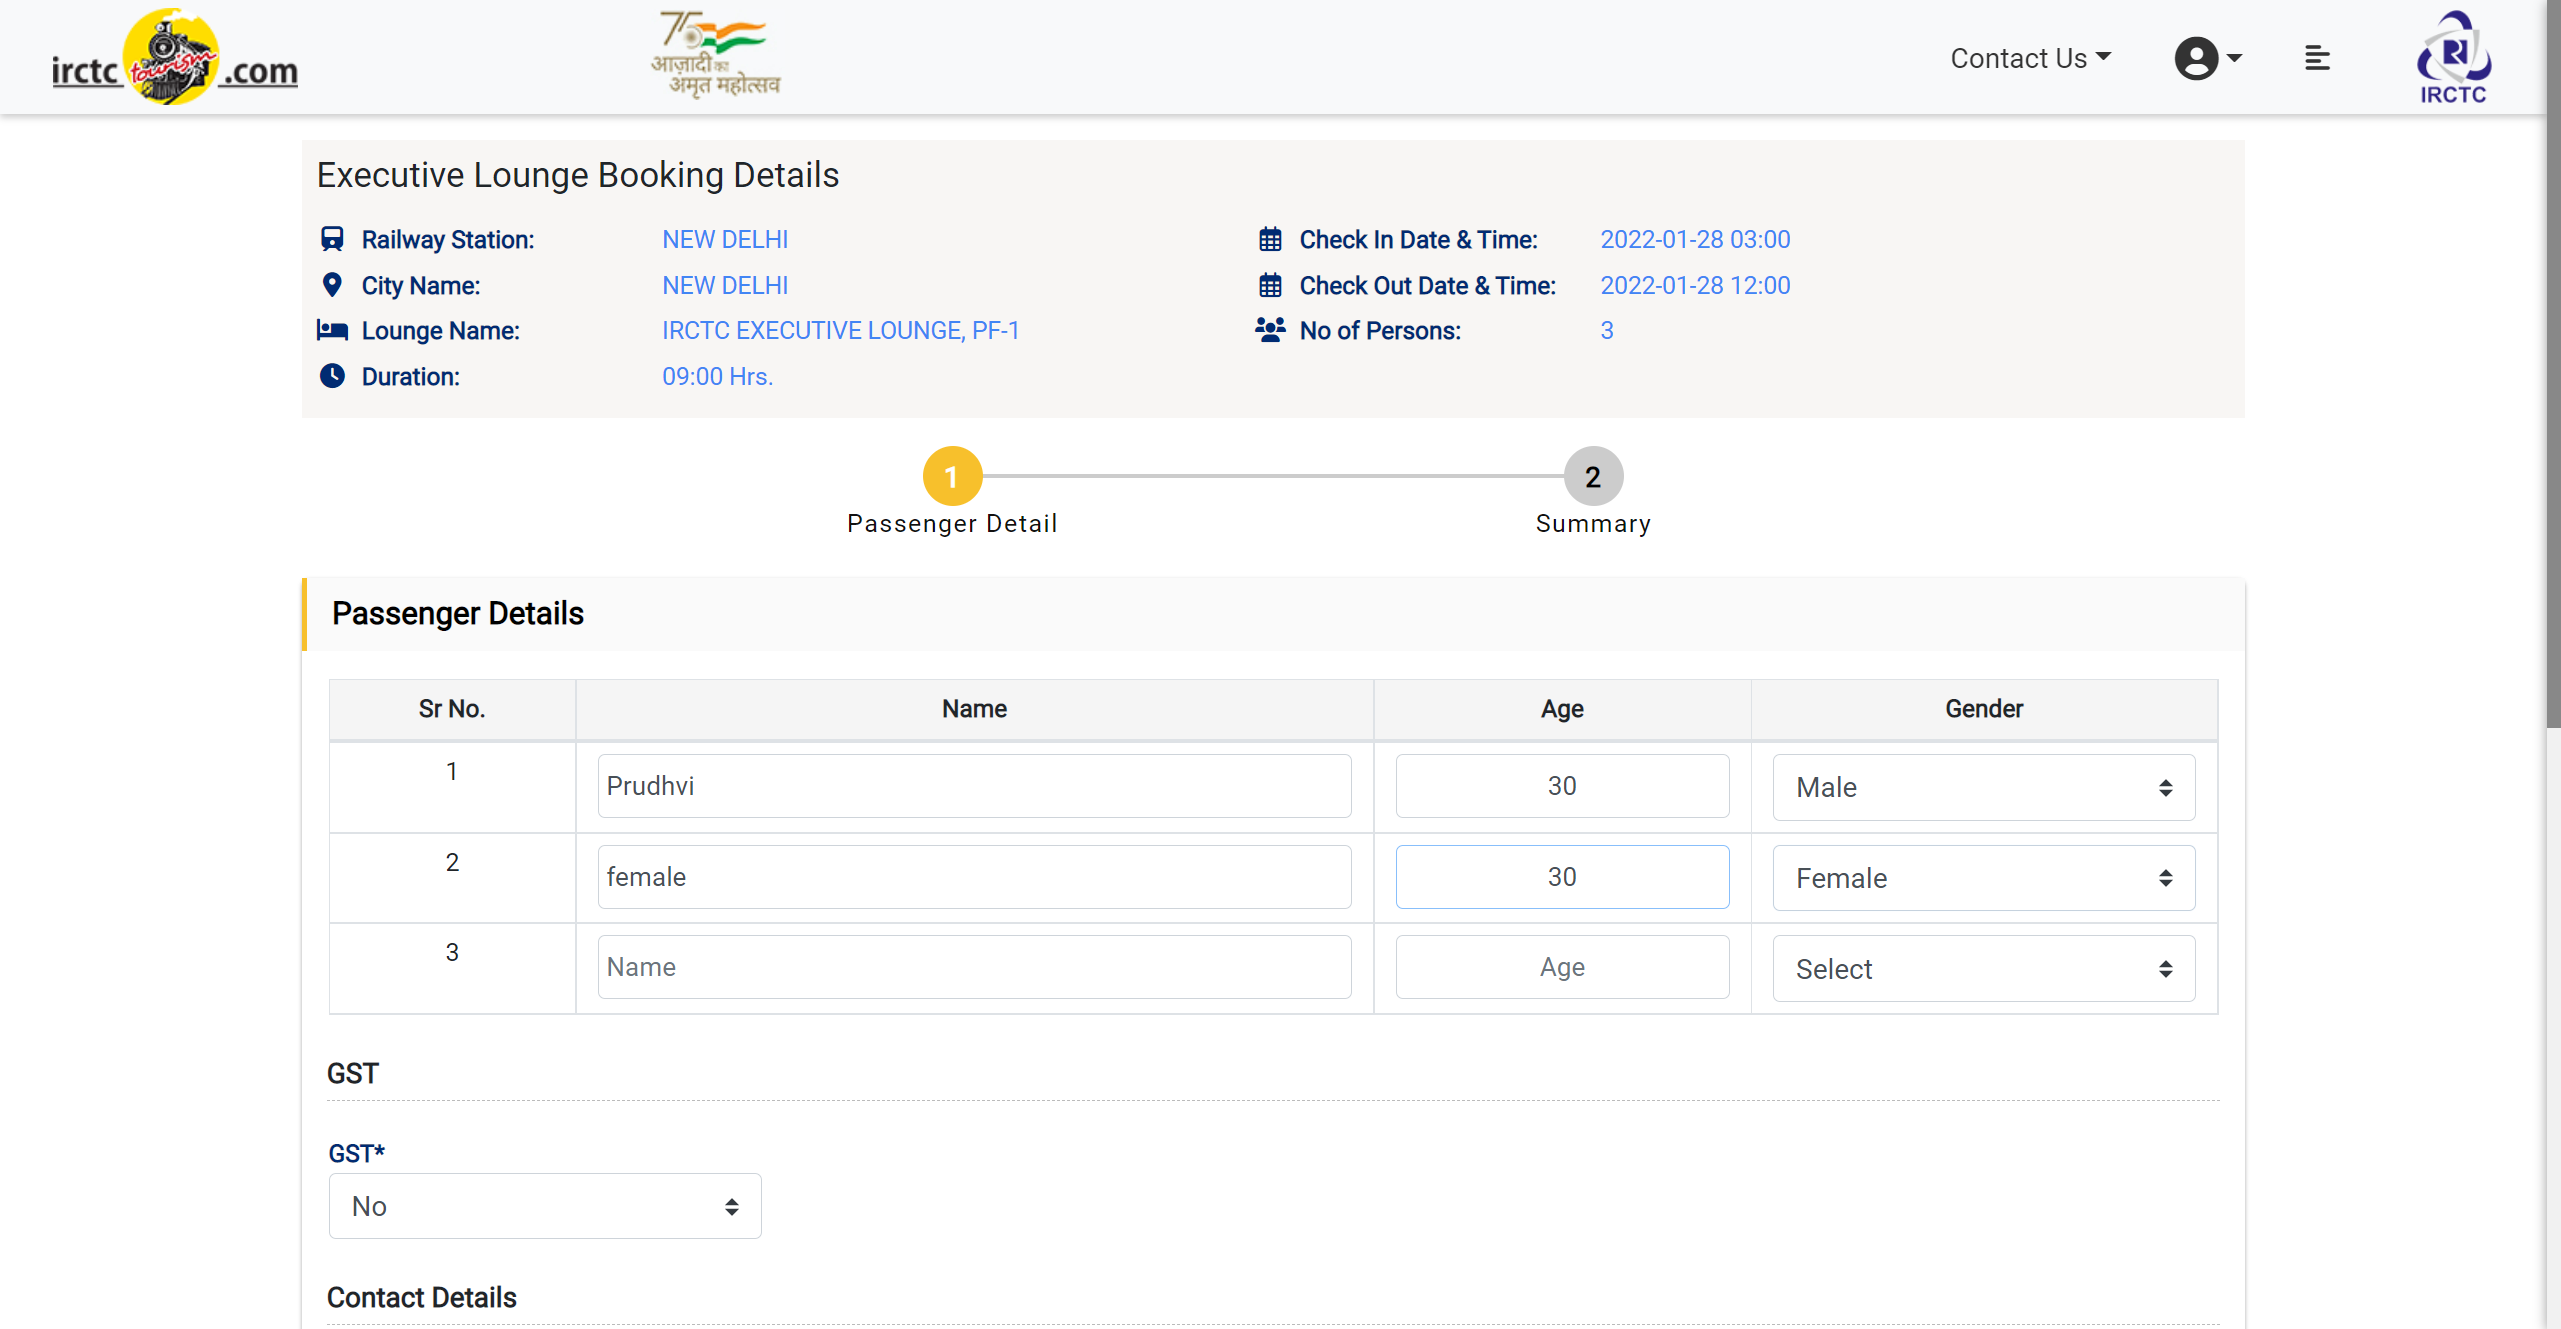 irctc tourism .com
75
आज़ादी का
अमृत महोत्सव
Contact Us
IRCTC
Executive Lounge Booking Details
Railway Station: NEW DELHI Check In Date & Time: 2022-01-28 03:00
City Name: NEW DELHI Check Out Date & Time: 2022-01-28 12:00
Lounge Name: IRCTC EXECUTIVE LOUNGE, PF-1 No of Persons: 3
Duration: 09:00 Hrs.
1 2
Passenger Detail Summary
Passenger Details
Sr No. Name Age Gender
1 Prudhvi 30 Male
2 female 30 Female
3 Name Age Select
GST
GST*
No
Contact Details